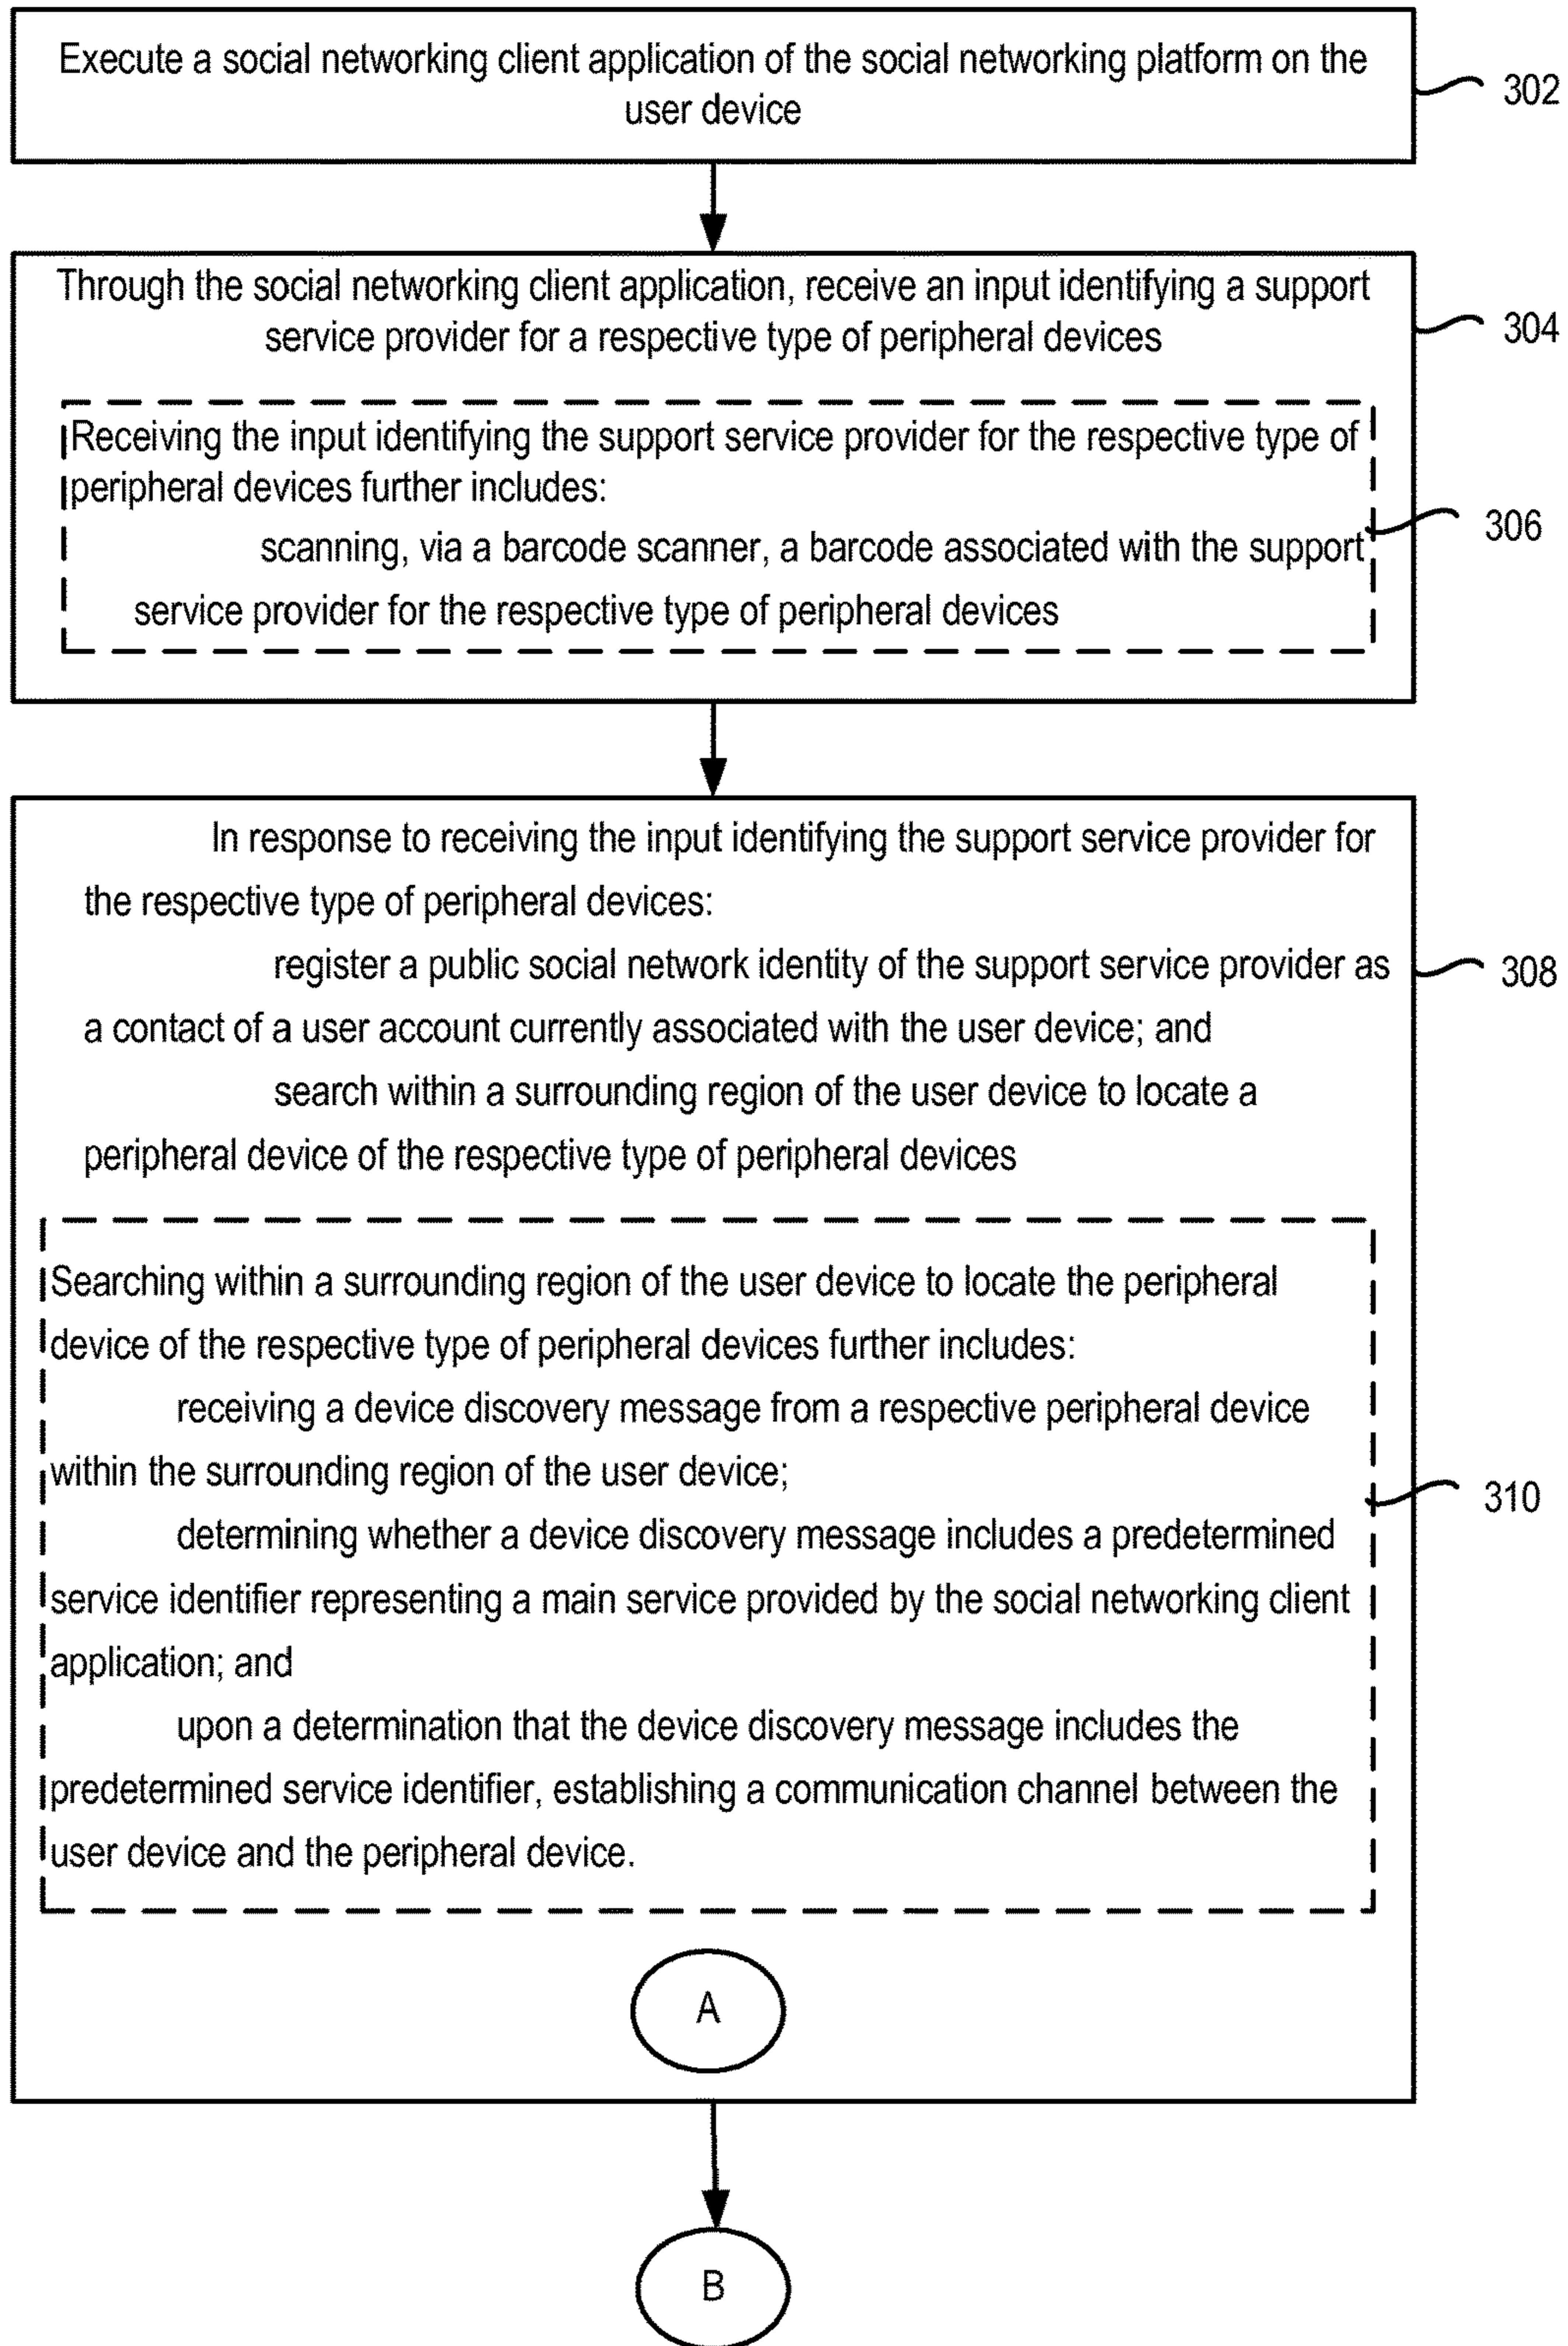 Execute a social networking client application of the social networking platform on the
user device
302
Through the social networking client application, receive an input identifying a support
service provider for a respective type of peripheral devices
304
Receiving the input identifying the support service provider for the respective type of
peripheral devices further includes:
scanning, via a barcode scanner, a barcode associated with the support
service provider for the respective type of peripheral devices
306
In response to receiving the input identifying the support service provider for
the respective type of peripheral devices:
register a public social network identity of the support service provider as
a contact of a user account currently associated with the user device; and
search within a surrounding region of the user device to locate a
peripheral device of the respective type of peripheral devices
308
Searching within a surrounding region of the user device to locate the peripheral
device of the respective type of peripheral devices further includes:
receiving a device discovery message from a respective peripheral device
within the surrounding region of the user device;
determining whether a device discovery message includes a predetermined
service identifier representing a main service provided by the social networking client
application; and
upon a determination that the device discovery message includes the
predetermined service identifier, establishing a communication channel between the
user device and the peripheral device.
310
A
B